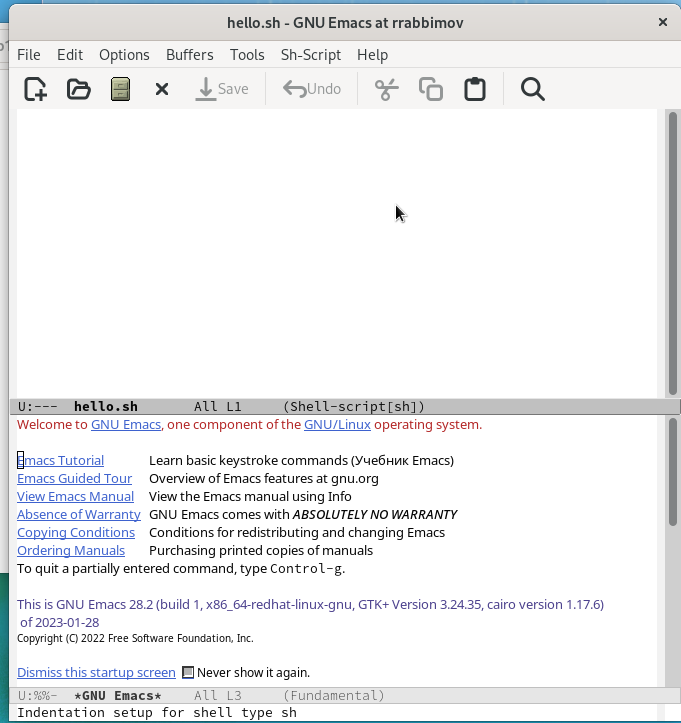 hello.sh - GNU Emacs at rrabbimov
File Edit Options Buffers Tools Sh-Script Help
Save Undo
U:--- hello.sh All L1 (Shell-script[sh])
Welcome to GNU Emacs, one component of the GNU/Linux operating system.
Emacs Tutorial Learn basic keystroke commands (Учебник Emacs)
Emacs Guided Tour Overview of Emacs features at gnu.org
View Emacs Manual View the Emacs manual using Info
Absence of Warranty GNU Emacs comes with ABSOLUTELY NO WARRANTY
Copying Conditions Conditions for redistributing and changing Emacs
Ordering Manuals Purchasing printed copies of manuals
To quit a partially entered command, type Control-g.
This is GNU Emacs 28.2 (build 1, x86_64-redhat-linux-gnu, GTK+ Version 3.24.35, cairo version 1.17.6)
of 2023-01-28
Copyright (C) 2022 Free Software Foundation, Inc.
Dismiss this startup screen Never show it again.
U:%%- *GNU Emacs* All L3 (Fundamental)
Indentation setup for shell type sh